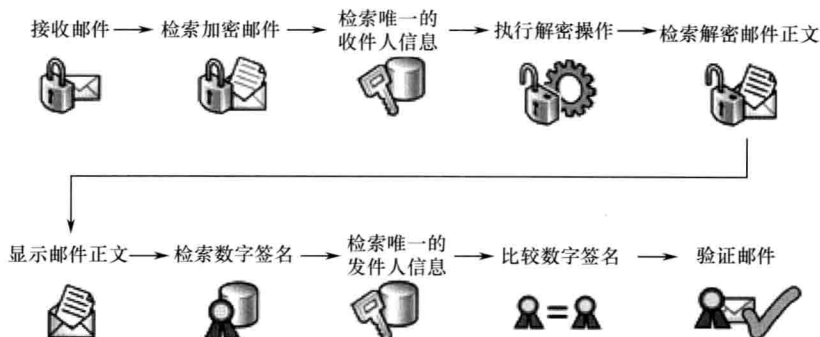 接收邮件
检索加密邮件
检索唯一的
收件人信息
执行解密操作
检索解密邮件正文
显示邮件正文
检索数字签名
检索唯一的
发件人信息
比较数字签名
验证邮件